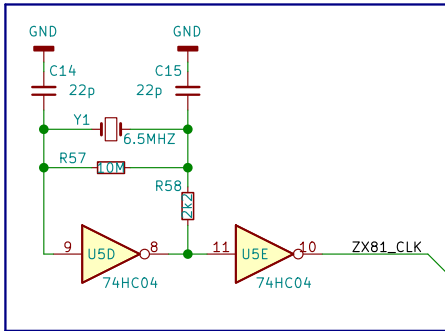 GND GND
C14 C15
22p 22p
Y1
6.5MHZ
R57
10M
R58
2k2
9 8 11 10 ZX81_CLK
U5D U5E
74HC04 74HC04